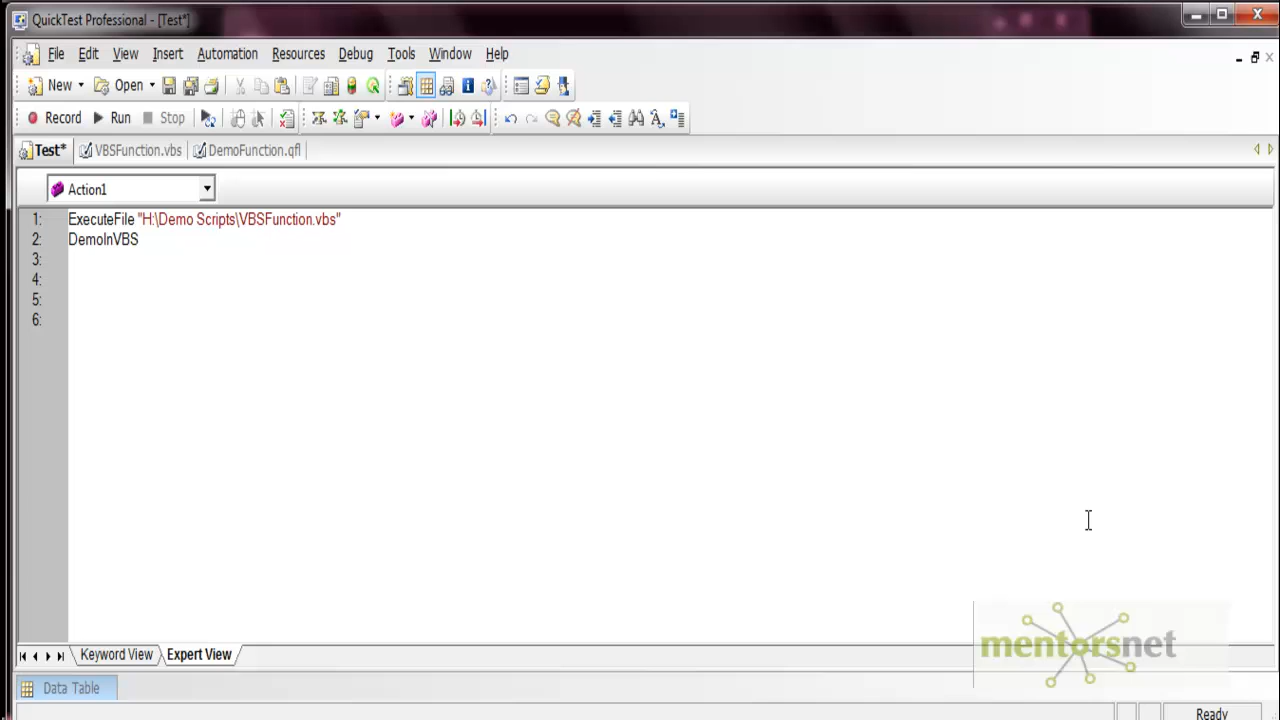 QuickTest Professional - [Test*]
File Edit View Insert Automation Resources Debug Tools Window Help
New Open
Record Run Stop
Test* VBSFunction.vbs DemoFunction.qfl
Action1
1: ExecuteFile "H:\Demo Scripts\VBSFunction.vbs"
2: DemoInVBS
3:
4:
5:
6:
mentorsnet
Keyword View Expert View
Data Table
Ready